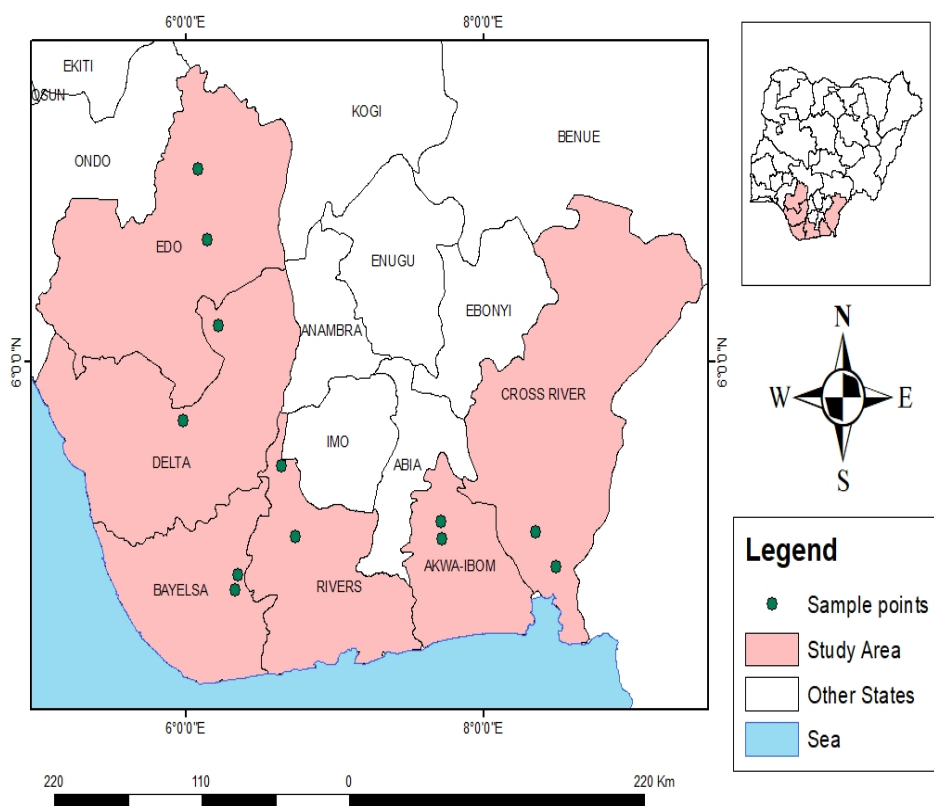 6°0'0"E
8°0'0"E
EKITI
OSUN
KOGI
BENUE
ONDO
EDO
ENUGU
EBONYI
ANAMBRA
6°0'0"N
6°0'0"N
CROSS RIVER
IMO
DELTA
ABIA
AKWA-IBOM
BAYELSA
RIVERS
6°0'0"E
8°0'0"E
220
110
0
220 Km
N
W
E
S
Legend
Sample points
Study Area
Other States
Sea